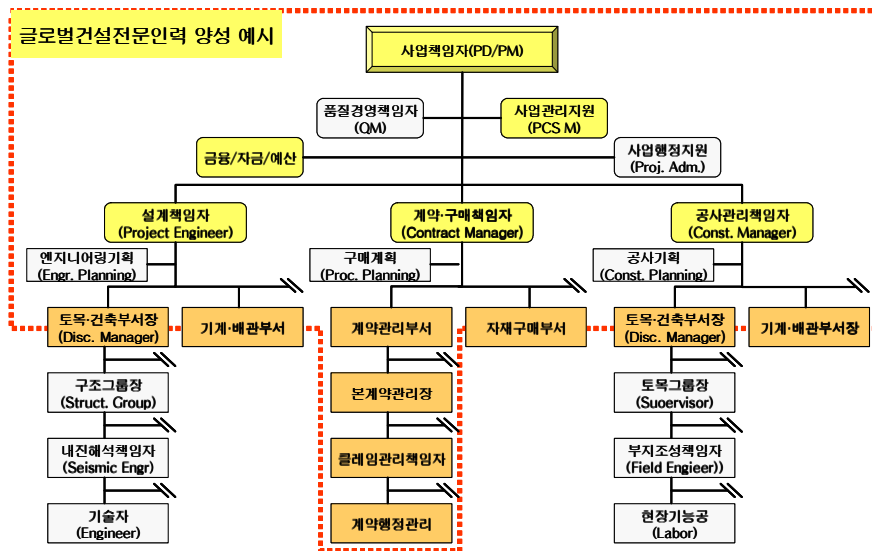 글로벌건설전문인력 양성 예시
사업책임자(PD/PM)
품질경영책임자
(QM)
사업관리지원
(PCS M)
금융/자금/예산
사업행정지원
(Proj. Adm.)
설계책임자
(Project Engineer)
계약·구매책임자
(Contract Manager)
공사관리책임자
(Const. Manager)
엔지니어링기획
(Engr. Planning)
구매계획
(Proc. Planning)
공사기획
(Const. Planning)
토목·건축부서장
(Disc. Manager)
기계·배관부서
계약관리부서
자재구매부서
토목·건축부서장
(Disc. Manager)
기계·배관부서장
구조그룹장
(Struct. Group)
본계약관리장
토목그룹장
(Suoervisor)
내진해석책임자
(Seismic Engr)
클레임관리책임자
부지조성책임자
(Field Engieer))
기술자
(Engineer)
계약행정관리
현장기능공
(Labor)